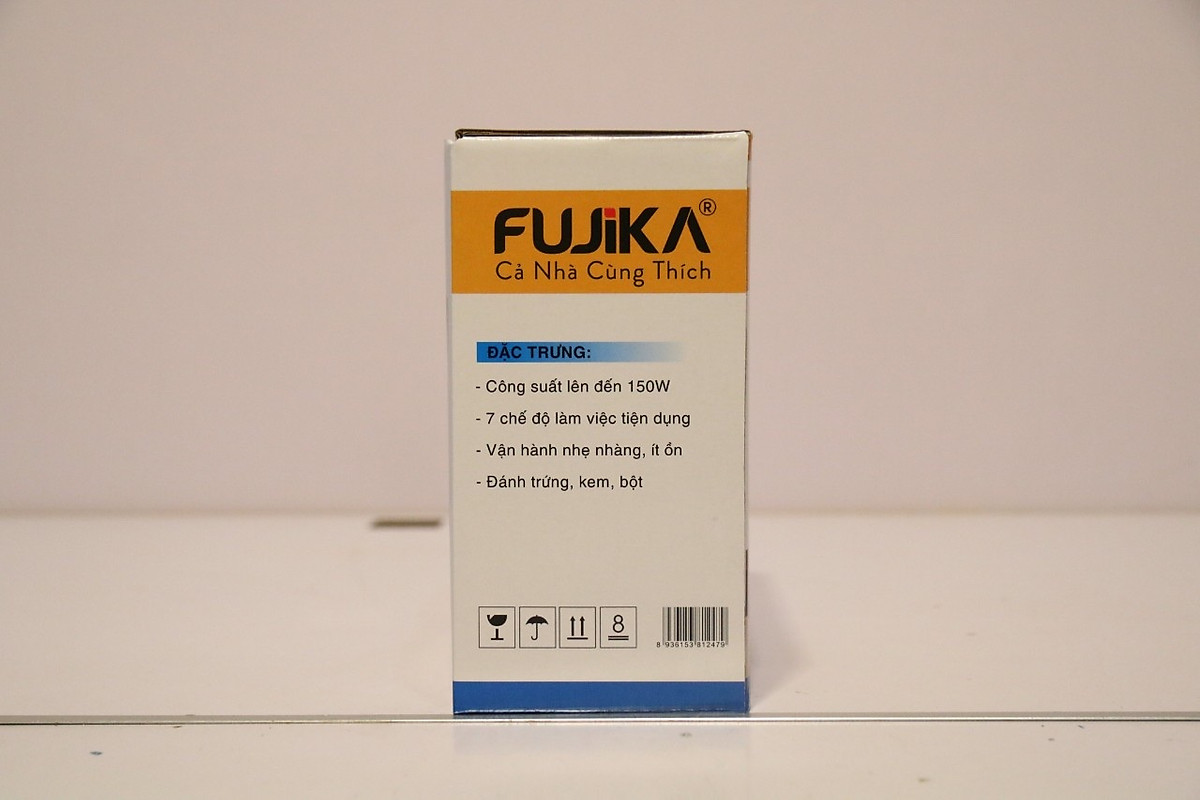 FUJIKA®
Cả Nhà Cùng Thích
ĐẶC TRƯNG:
- Công suất lên đến 150W
- 7 chế độ làm việc tiện dụng
- Vận hành nhẹ nhàng, ít ồn
- Đánh trứng, kem, bột
8
8 936153 812479